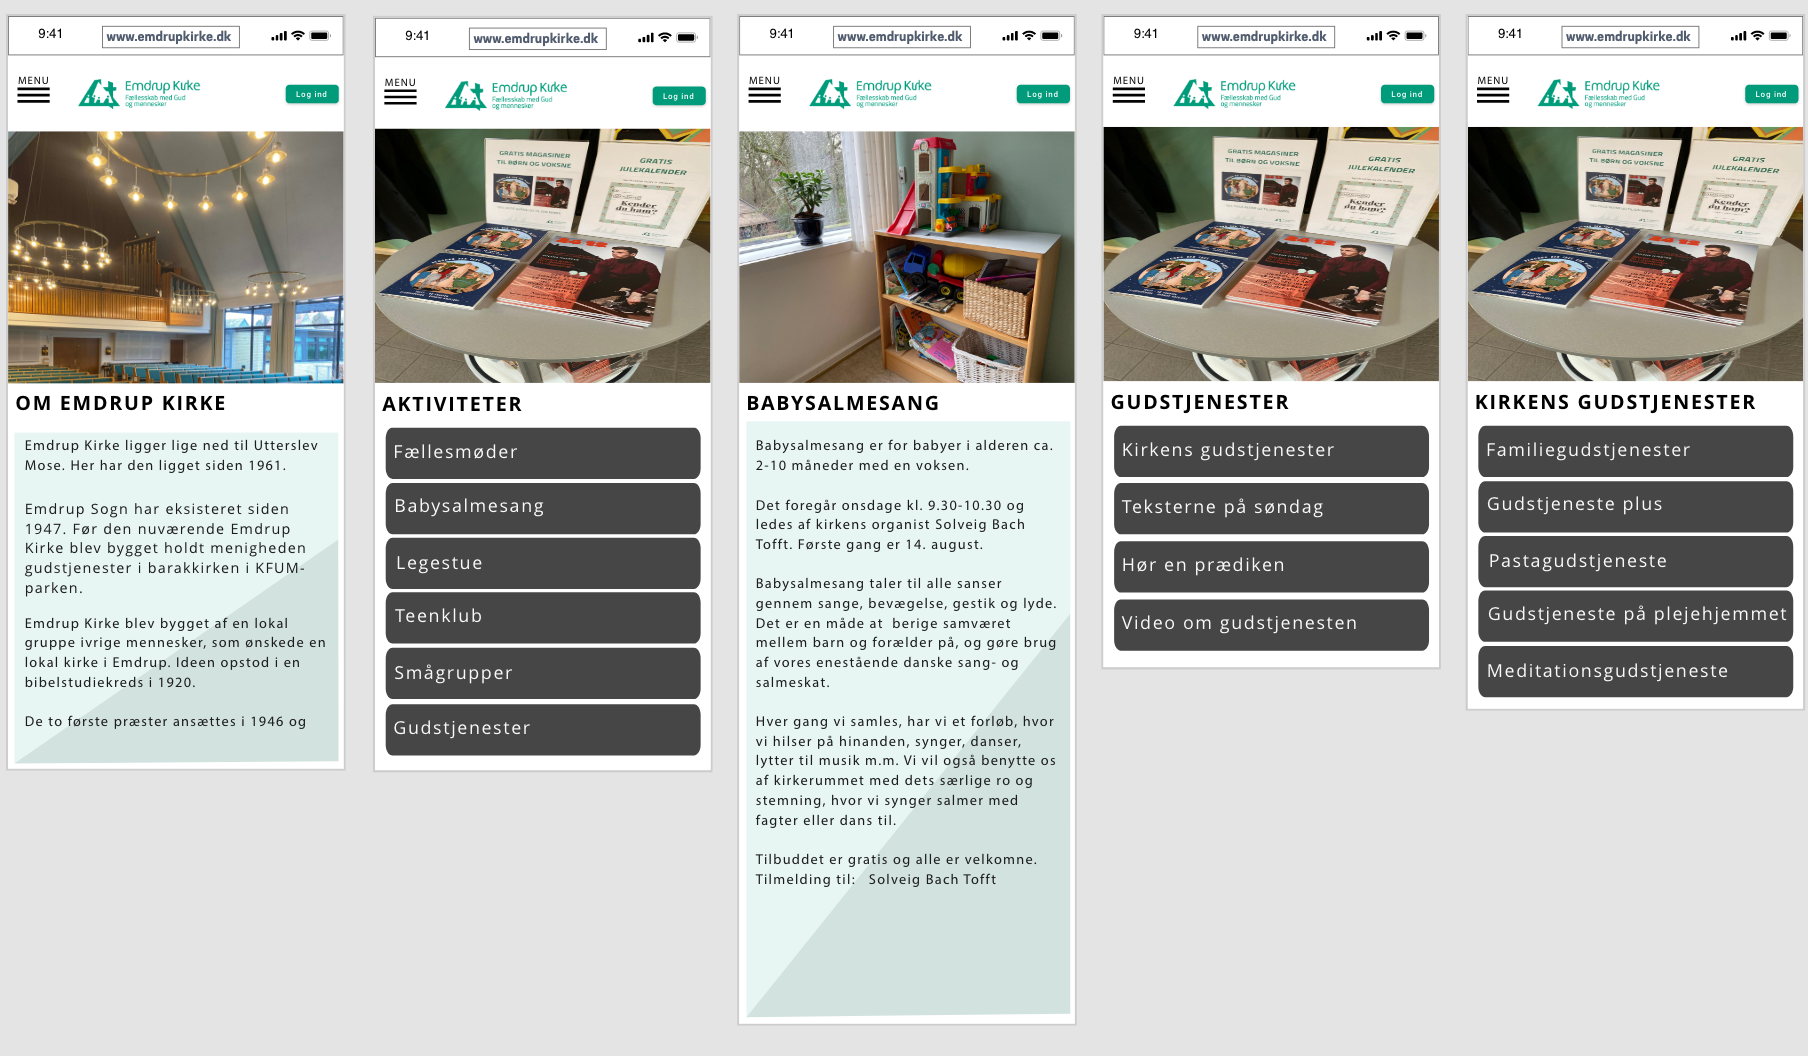 9:41
www.emdrupkirke.dk
MENU
Emdrup Kirke
Fællesskab med Gud
og mennesker
Log ind
OM EMDRUP KIRKE
Emdrup Kirke ligger lige ned til Utterslev
Mose. Her har den ligget siden 1961.
Emdrup Sogn har eksisteret siden
1947. Før den nuværende Emdrup
Kirke blev bygget holdt menigheden
gudstjenester i barakkirken i KFUM-
parken.
Emdrup Kirke blev bygget af en lokal
gruppe ivrige mennesker, som ønskede en
lokal kirke i Emdrup. Ideen opstod i en
bibelstudiekreds i 1920.
De to første præster ansættes i 1946 og
9:41
www.emdrupkirke.dk
MENU
Emdrup Kirke
Fællesskab med Gud
og mennesker
Log ind
GRATIS MAGASINER
TIL BØRN OG VOKSNE
GRATIS
JULEKALENDER
Kender
du ham?
AKTIVITETER
Fællesmøder
Babysalmesang
Legestue
Teenklub
Smågrupper
Gudstjenester
9:41
www.emdrupkirke.dk
MENU
Emdrup Kirke
Fællesskab med Gud
og mennesker
Log ind
BABYSALMESANG
Babysalmesang er for babyer i alderen ca.
2-10 måneder med en voksen.
Det foregår onsdage kl. 9.30-10.30 og
ledes af kirkens organist Solveig Bach
Tofft. Første gang er 14. august.
Babysalmesang taler til alle sanser
gennem sange, bevægelse, gestik og lyde.
Det er en måde at  berige samværet
mellem barn og forælder på, og gøre brug
af vores enestående danske sang- og
salmeskat.
Hver gang vi samles, har vi et forløb, hvor
vi hilser på hinanden, synger, danser,
lytter til musik m.m. Vi vil også benytte os
af kirkerummet med dets særlige ro og
stemning, hvor vi synger salmer med
fagter eller dans til.
Tilbuddet er gratis og alle er velkomne.
Tilmelding til:   Solveig Bach Tofft
9:41
www.emdrupkirke.dk
MENU
Emdrup Kirke
Fællesskab med Gud
og mennesker
Log ind
GRATIS MAGASINER
TIL BØRN OG VOKSNE
GRATIS
JULEKALENDER
Kender
du ham?
GUDSTJENESTER
Kirkens gudstjenester
Teksterne på søndag
Hør en prædiken
Video om gudstjenesten
9:41
www.emdrupkirke.dk
MENU
Emdrup Kirke
Fællesskab med Gud
og mennesker
Log ind
GRATIS MAGASINER
TIL BØRN OG VOKSNE
GRATIS
JULEKALENDER
Kender
du ham?
KIRKENS GUDSTJENESTER
Familiegudstjenester
Gudstjeneste plus
Pastagudstjeneste
Gudstjeneste på plejehjemmet
Meditationsgudstjeneste